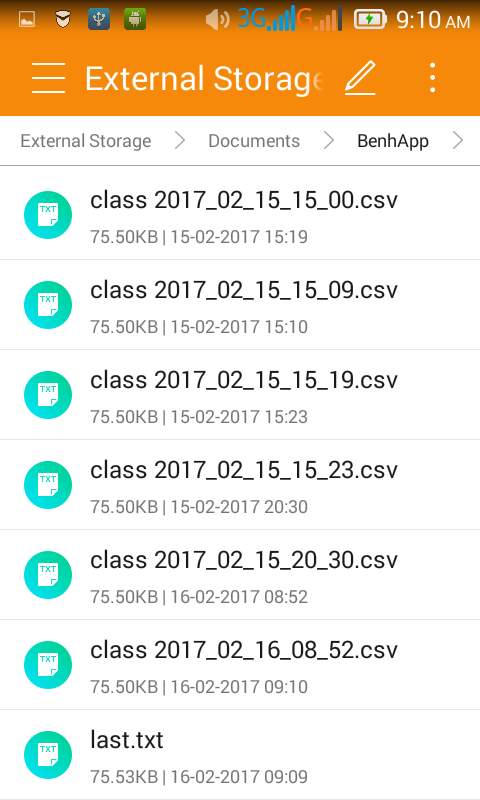 3G G 9:10 AM
External Storage
External Storage Documents BenhApp
class 2017_02_15_15_00.csv
75.50KB | 15-02-2017 15:19
class 2017_02_15_15_09.csv
75.50KB | 15-02-2017 15:10
class 2017_02_15_15_19.csv
75.50KB | 15-02-2017 15:23
class 2017_02_15_15_23.csv
75.50KB | 15-02-2017 20:30
class 2017_02_15_20_30.csv
75.50KB | 16-02-2017 08:52
class 2017_02_16_08_52.csv
75.50KB | 16-02-2017 09:10
last.txt
75.53KB | 16-02-2017 09:09
TXT
TXT
TXT
TXT
TXT
TXT
TXT